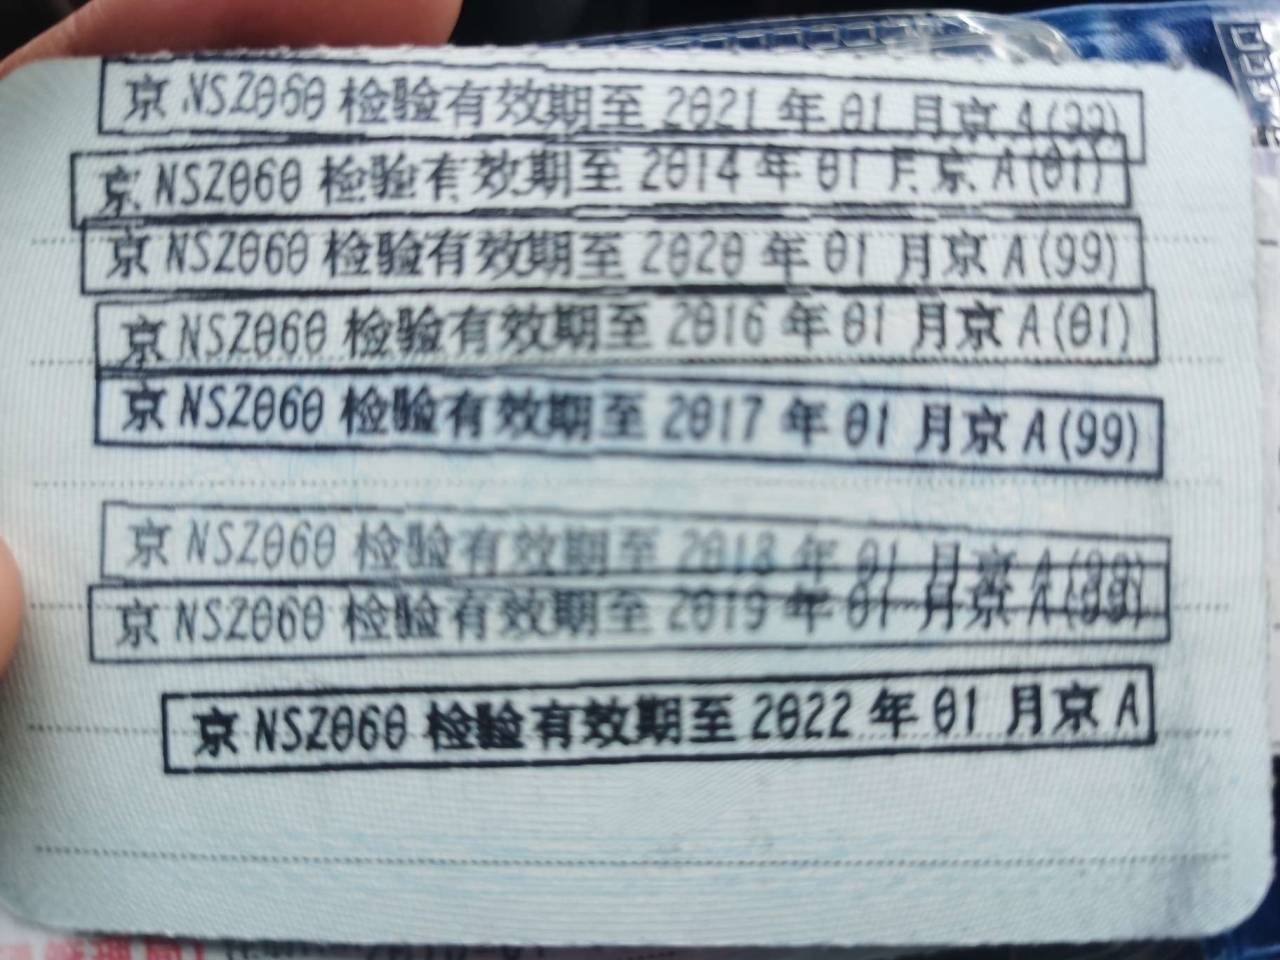 京 NSZ060 检验有效期至 2021 年 01 月京 A(99)
京 NSZ060 检验有效期至 2014 年 01 月京 A(01)
京 NSZ060 检验有效期至 2020 年 01 月京 A(99)
京 NSZ060 检验有效期至 2016 年 01 月京 A(01)
京 NSZ060 检验有效期至 2017 年 01 月京 A(99)
京 NSZ060 检验有效期至 2018 年 01 月京 A(99)
京 NSZ060 检验有效期至 2019 年 01 月京 A(99)
京 NSZ060 检验有效期至 2022 年 01 月京 A